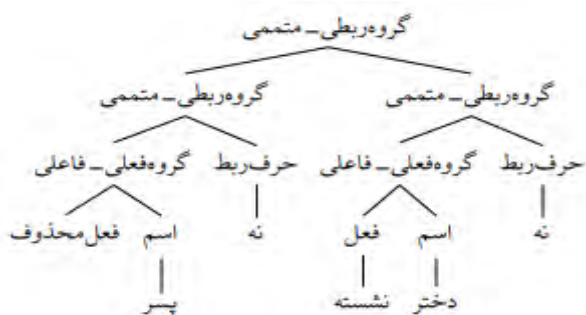 گروه‌ربطی ـ متممی
گروه‌ربطی ـ متممی گروه‌ربطی ـ متممی
حرف‌ربط گروه‌فعلی ـ فاعلی حرف‌ربط گروه‌فعلی ـ فاعلی
نه اسم فعل نه اسم فعل‌محذوف
دختر نشسته پسر